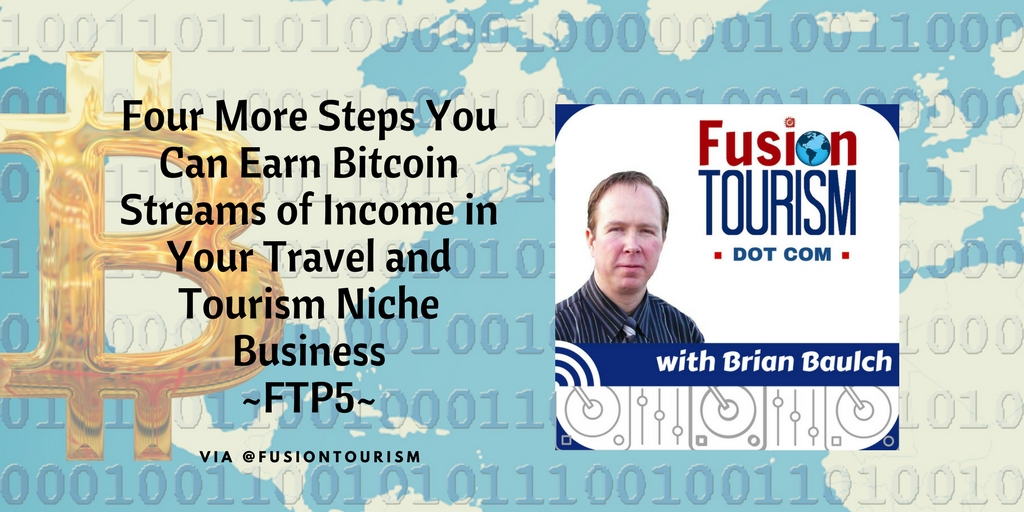 Four More Steps You
Can Earn Bitcoin
Streams of Income in
Your Travel and
Tourism Niche
Business
~FTP5~
VIA @FUSIONTOURISM
Fusion
TOURISM
DOT COM
with Brian Baulch